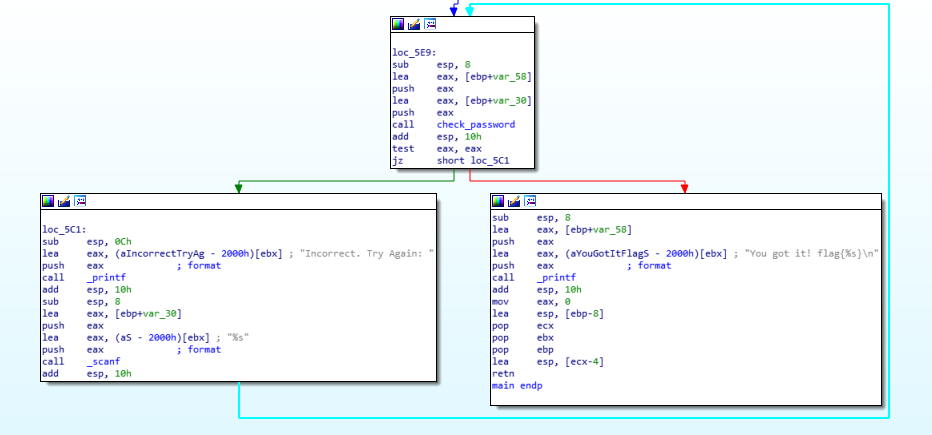 loc_5E9:
sub esp, 8
lea eax, [ebp+var_58]
push eax
lea eax, [ebp+var_30]
push eax
call check_password
add esp, 10h
test eax, eax
jz short loc_5C1
loc_5C1:
sub esp, 0Ch
lea eax, (aIncorrectTryAg - 2000h)[ebx] ; "Incorrect. Try Again: "
push eax ; format
call _printf
add esp, 10h
sub esp, 8
lea eax, [ebp+var_30]
push eax
lea eax, (aS - 2000h)[ebx] ; "%s"
push eax ; format
call _scanf
add esp, 10h
sub esp, 8
lea eax, [ebp+var_58]
push eax
lea eax, (aYouGotItFlagS - 2000h)[ebx] ; "You got it! flag{%s}\n"
push eax ; format
call _printf
add esp, 10h
mov eax, 0
lea esp, [ebp-8]
pop ecx
pop ebx
pop ebp
lea esp, [ecx-4]
retn
main endp